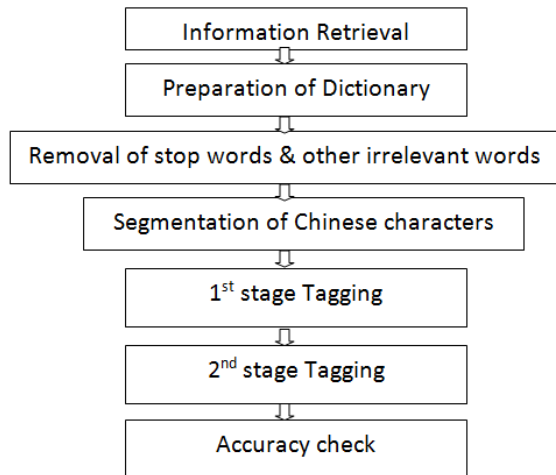 Information Retrieval
Preparation of Dictionary
Removal of stop words & other irrelevant words
Segmentation of Chinese characters
1st stage Tagging
2nd stage Tagging
Accuracy check